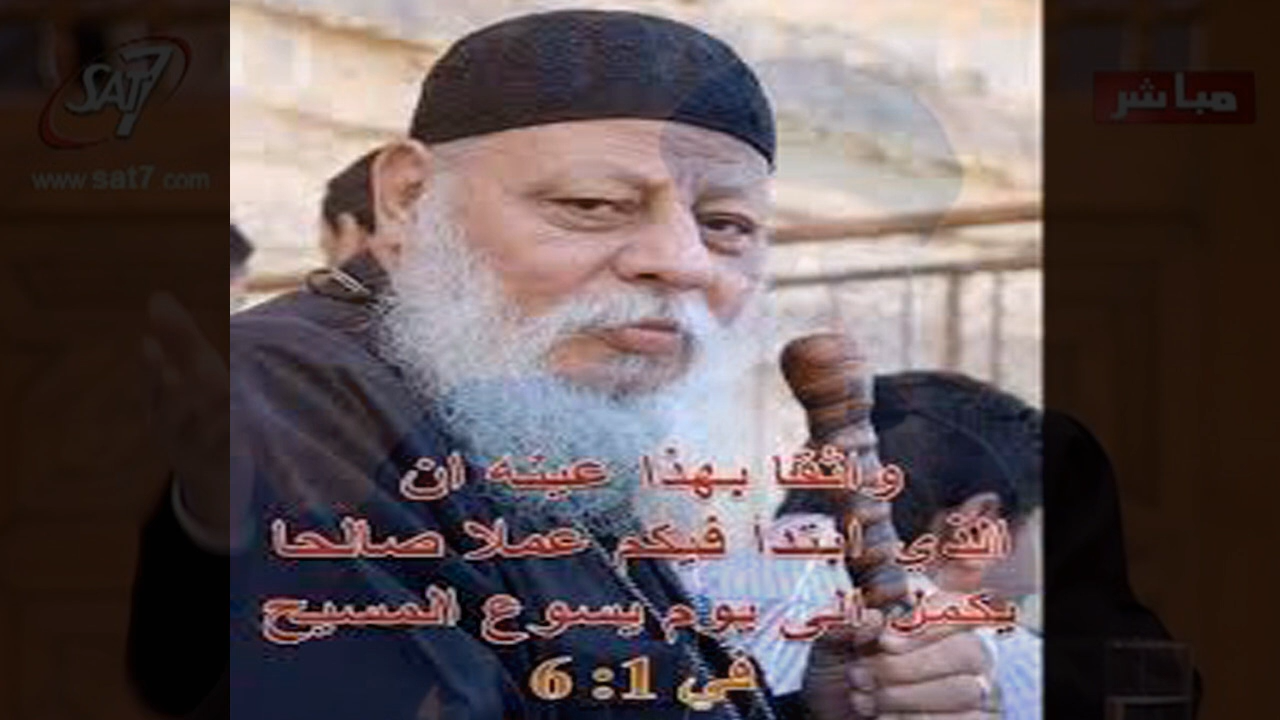 SAT7
www.sat7.com
مباشر
واثقا بهذا عينه ان
الذي ابتدأ فيكم عملا صالحا
يكمل الى يوم يسوع المسيح
في 1: 6